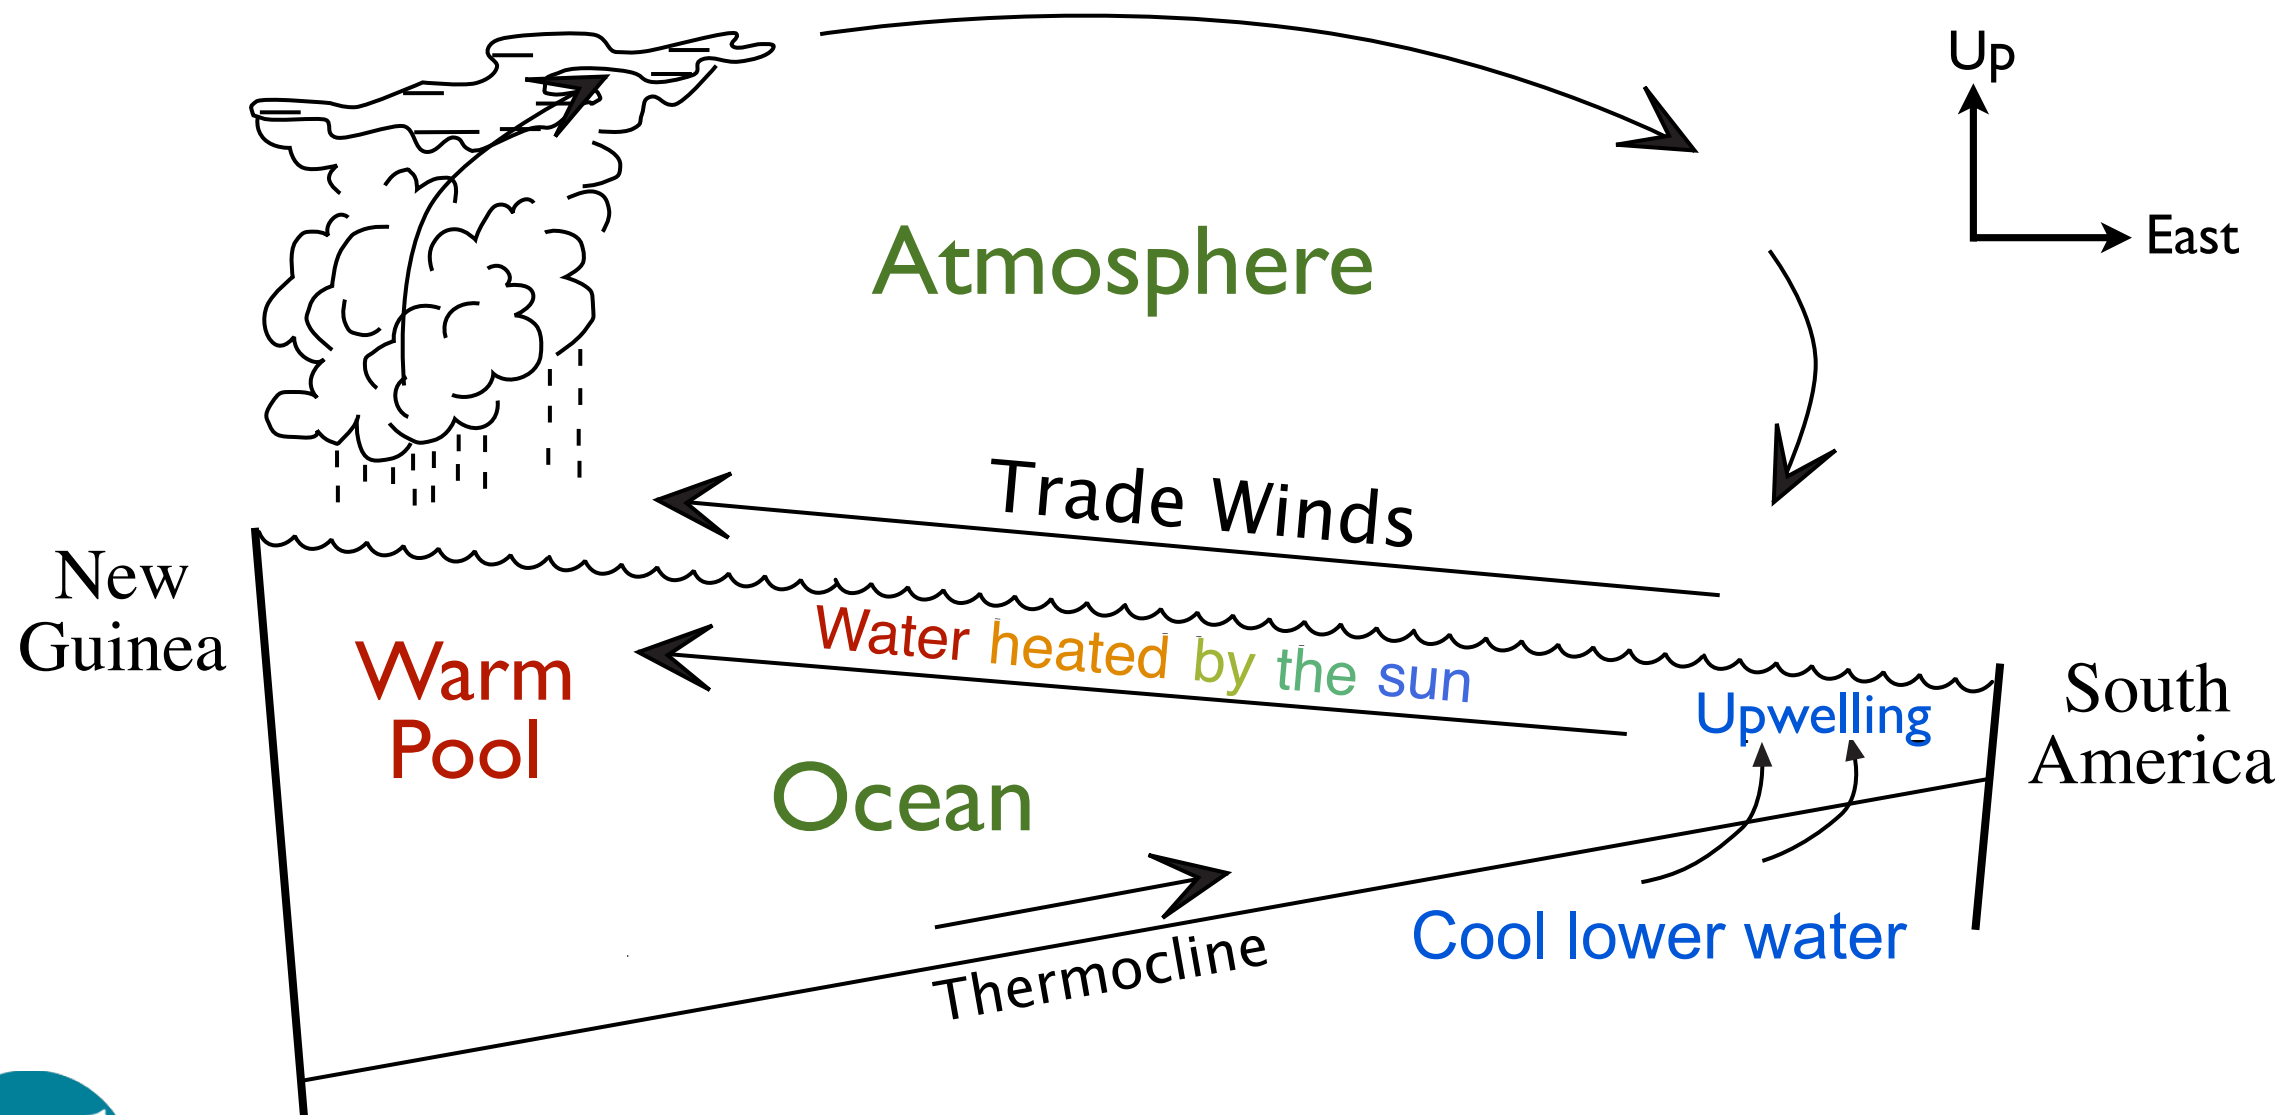 Up
East
Atmosphere
Trade Winds
New
Guinea
Water heated by the sun
Warm
Pool
Upwelling
South
America
Ocean
Cool lower water
Thermocline